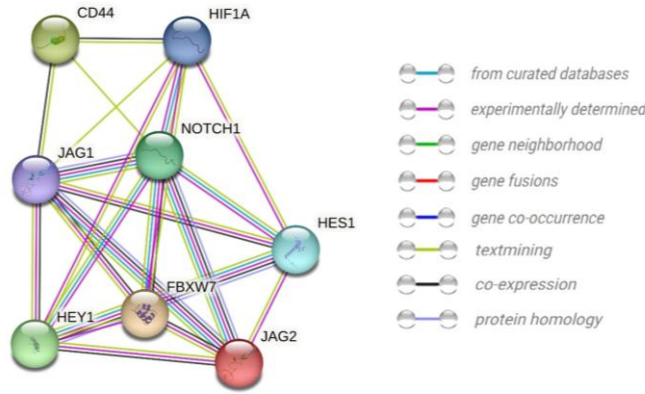 CD44
HIF1A
NOTCH1
JAG1
HES1
FBXW7
HEY1
JAG2
from curated databases
experimentally determined
gene neighborhood
gene fusions
gene co-occurrence
textmining
co-expression
protein homology